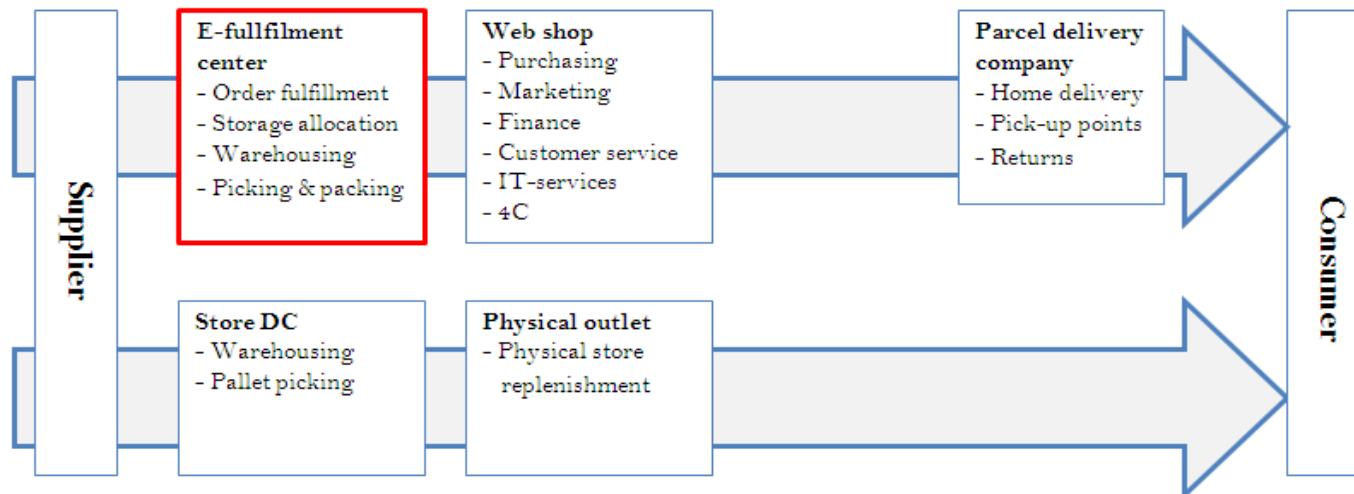 Supplier
E-fullfilment
center
- Order fulfillment
- Storage allocation
- Warehousing
- Picking & packing
Web shop
- Purchasing
- Marketing
- Finance
- Customer service
- IT-services
- 4C
Parcel delivery
company
- Home delivery
- Pick-up points
- Returns
Store DC
- Warehousing
- Pallet picking
Physical outlet
- Physical store
replenishment
Consumer